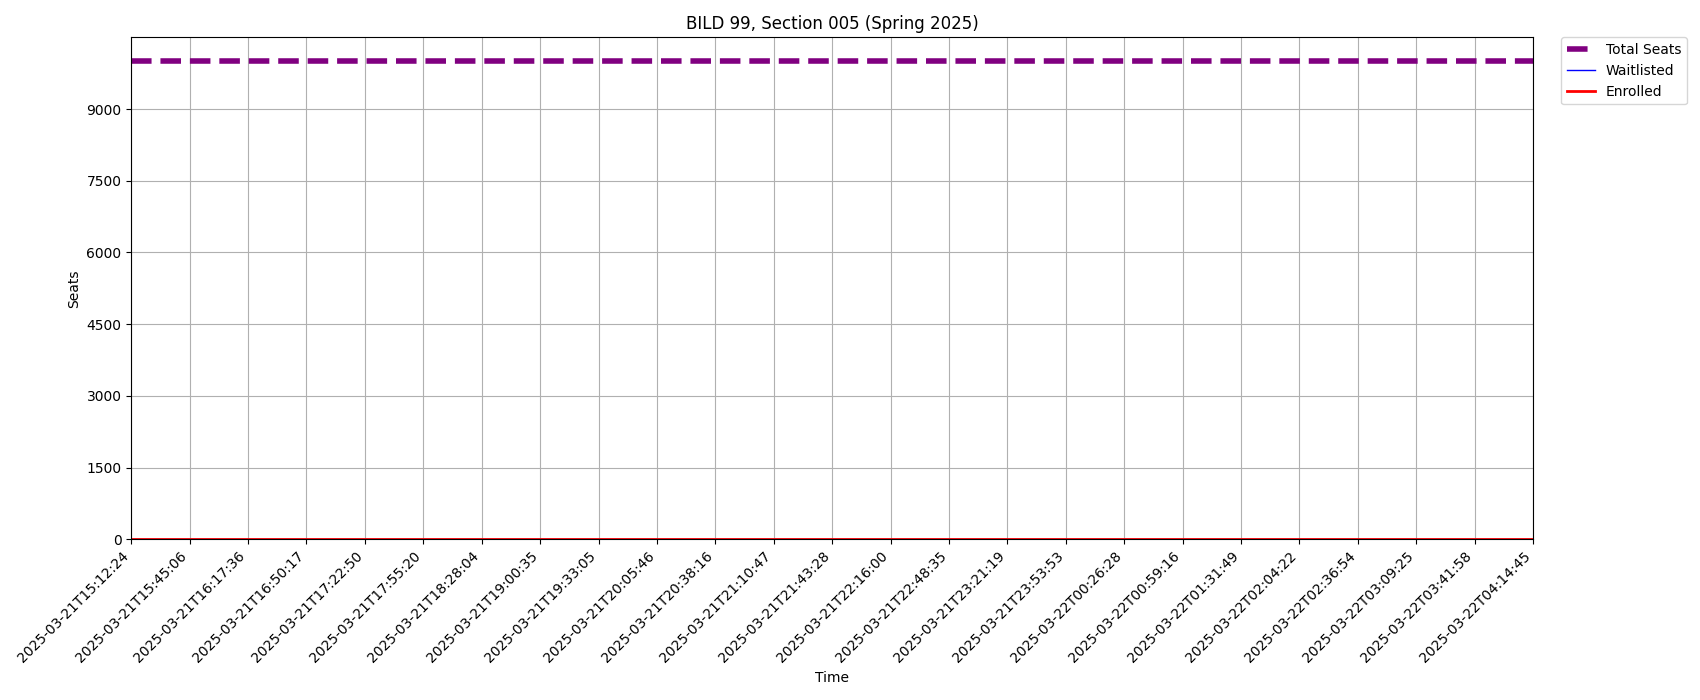 BILD 99, Section 005 (Spring 2025)
Total Seats
Waitlisted
Enrolled
9000
7500
6000
4500
3000
1500
0
Seats
2025-03-21T15:12:24
2025-03-21T15:45:06
2025-03-21T16:17:36
2025-03-21T16:50:17
2025-03-21T17:22:50
2025-03-21T17:55:20
2025-03-21T18:28:04
2025-03-21T19:00:35
2025-03-21T19:33:05
2025-03-21T20:05:46
2025-03-21T20:38:16
2025-03-21T21:10:47
2025-03-21T21:43:28
2025-03-21T22:16:00
2025-03-21T22:48:35
2025-03-21T23:21:19
2025-03-21T23:53:53
2025-03-22T00:26:28
2025-03-22T00:59:16
2025-03-22T01:31:49
2025-03-22T02:04:22
2025-03-22T02:36:54
2025-03-22T03:09:25
2025-03-22T03:41:58
2025-03-22T04:14:45
Time